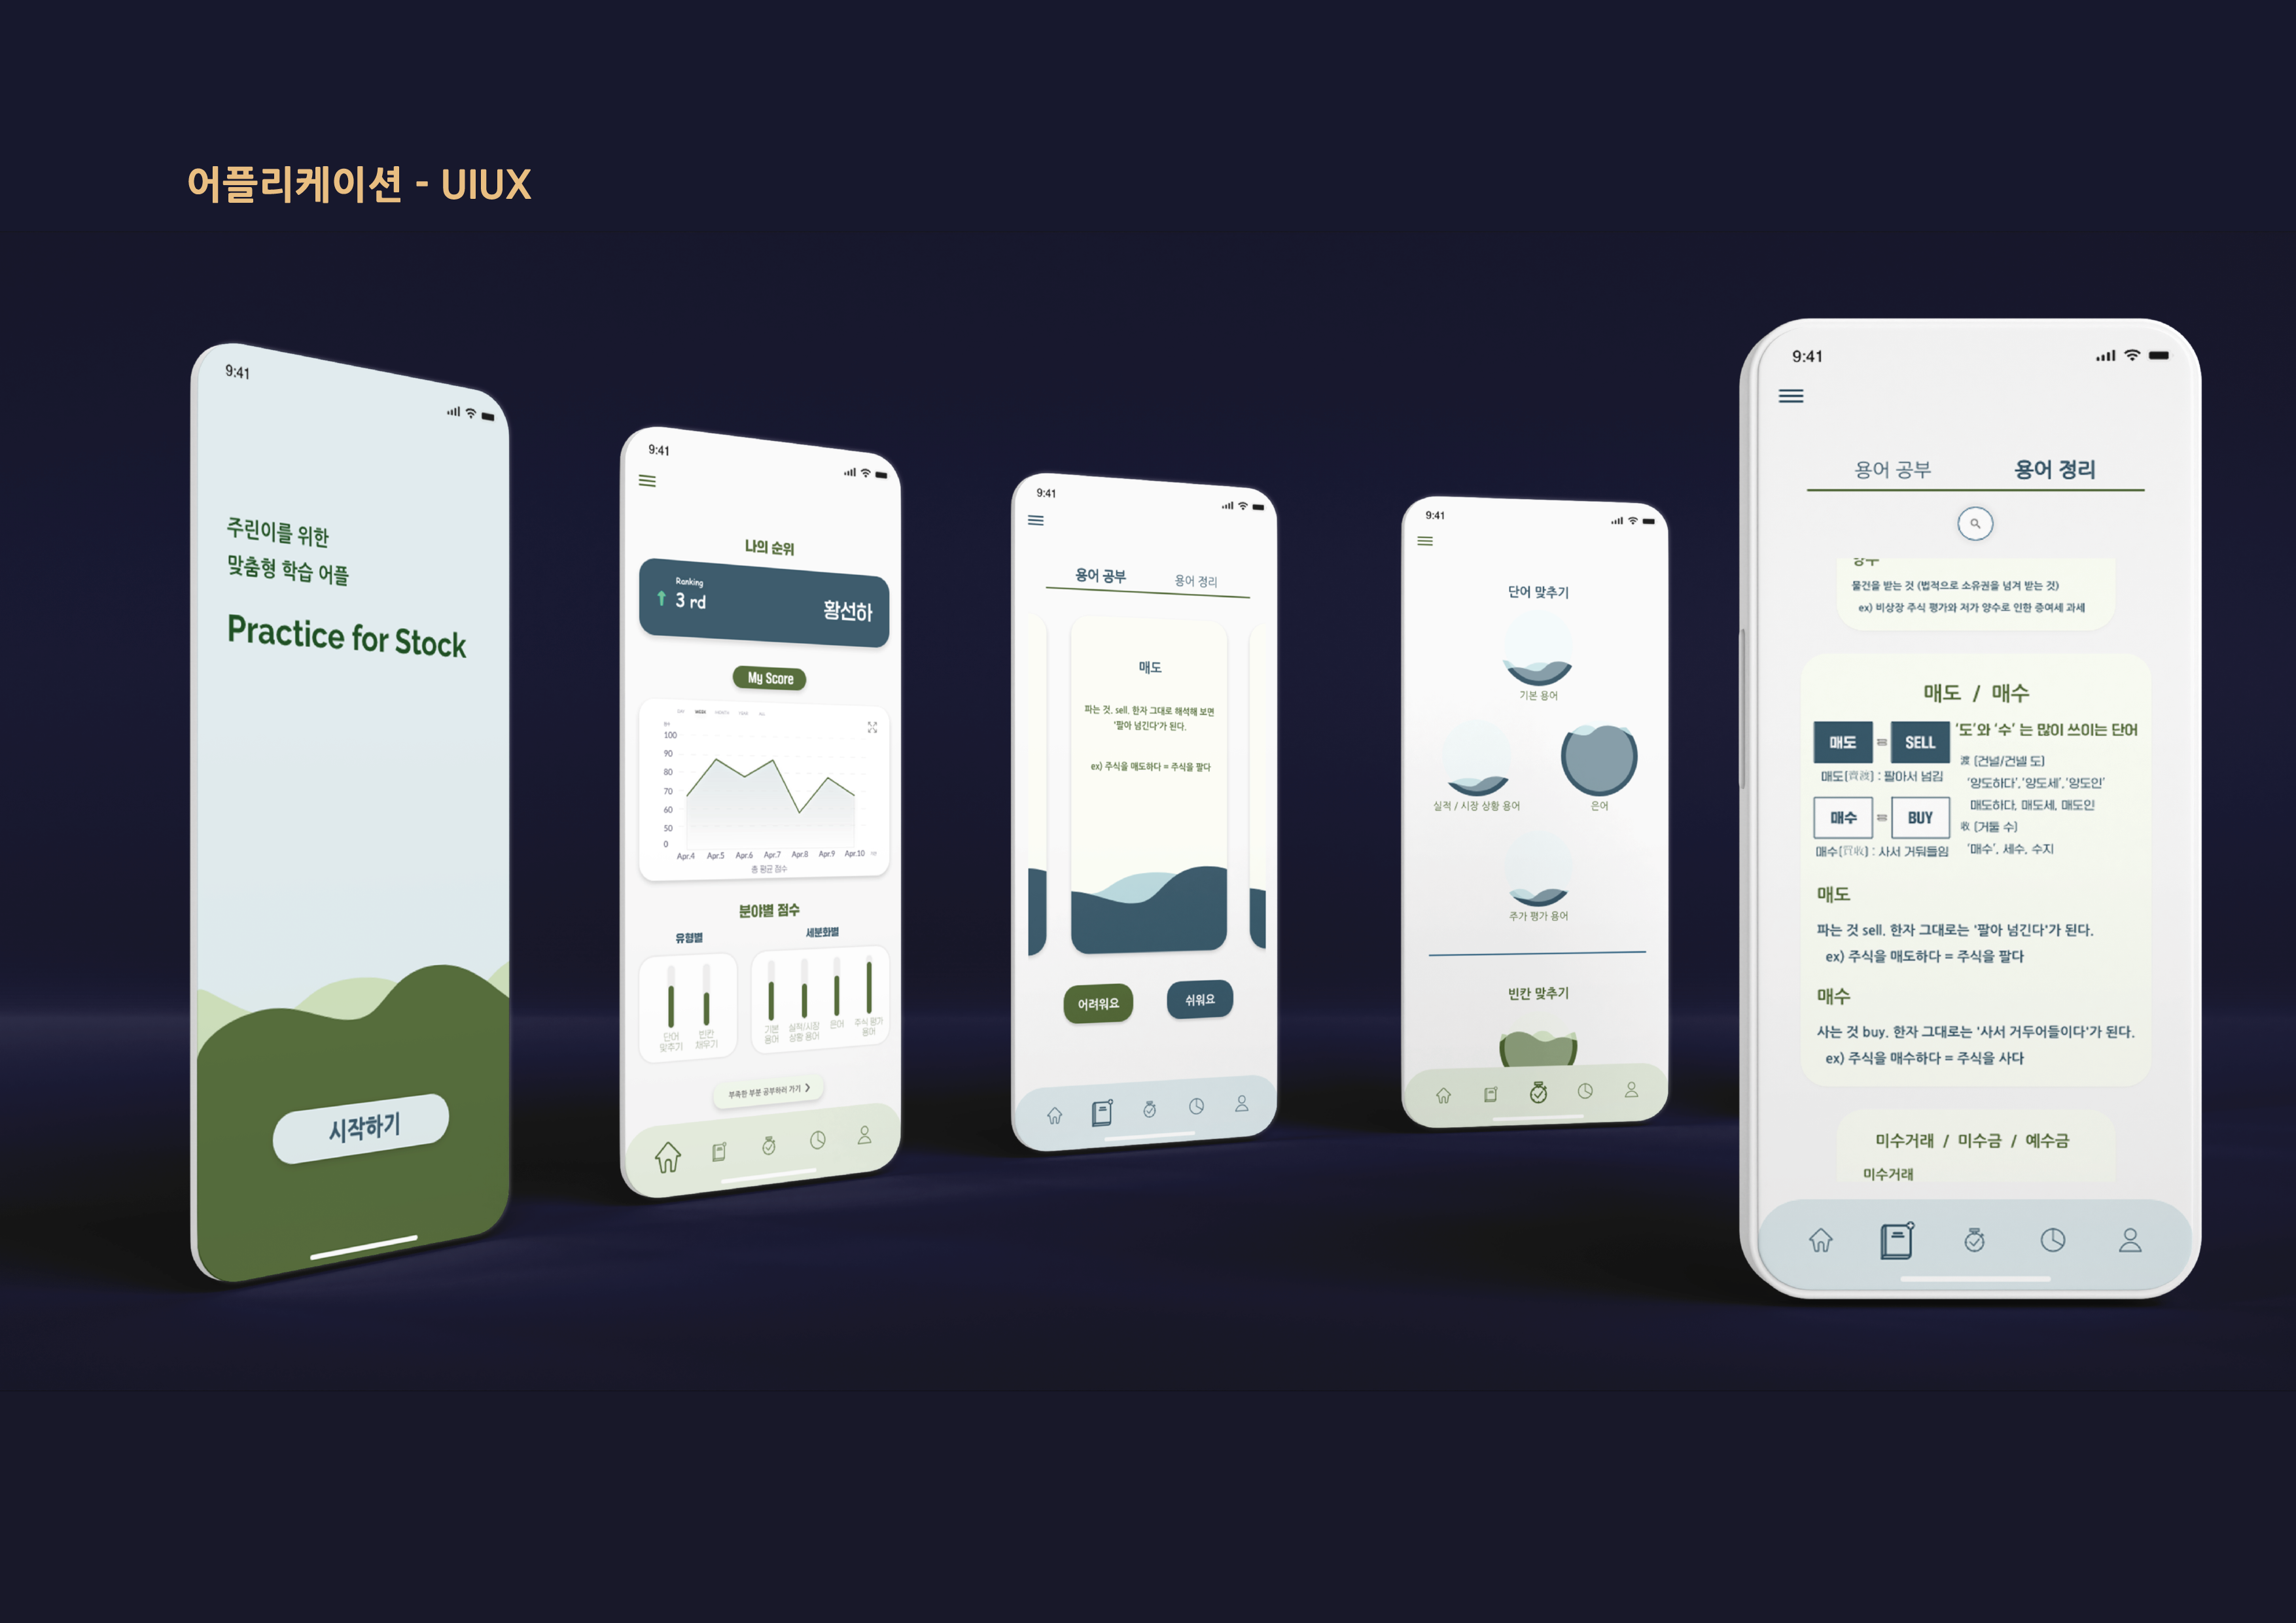 어플리케이션 - UIUX
9:41
주린이를 위한
맞춤형 학습 어플
Practice for Stock
시작하기
9:41
나의 순위
Ranking
3 rd
황선하
My Score
DAY WEEK MONTH YEAR ALL
100
90
80
70
60
50
0
Apr.4 Apr.5 Apr.6 Apr.7 Apr.8 Apr.9 Apr.10
총 평균 점수
분야별 점수
유형별
단어
맞추기
빈칸
채우기
세분화별
기본
용어
실적/시장
상황 용어
은어
주식 평가
용어
부족한 부분 공부하러 가기 ❯
9:41
용어 공부 용어 정리
매도
파는 것, sell. 한자 그대로 해석해 보면
'팔아 넘긴다'가 된다.
ex) 주식을 매도하다 = 주식을 팔다
어려워요 쉬워요
9:41
단어 맞추기
기본 용어
실적 / 시장 상황 용어
은어
주가 평가 용어
빈칸 맞추기
9:41
용어 공부 용어 정리
양수
물건을 받는 것 (법적으로 소유권을 넘겨 받는 것)
ex) 비상장 주식 평가와 저가 양수로 인한 증여세 과세
매도 / 매수
매도 = SELL
매도(賣渡) : 팔아서 넘김
매수 = BUY
매수(買收) : 사서 거둬들임
'도'와 '수' 는 많이 쓰이는 단어
渡 (건널/건넬 도)
'양도하다','양도세','양도인'
매도하다, 매도세, 매도인
收 (거둘 수)
'매수', 세수, 수지
매도
파는 것 sell. 한자 그대로는 '팔아 넘긴다'가 된다.
ex) 주식을 매도하다 = 주식을 팔다
매수
사는 것 buy. 한자 그대로는 '사서 거두어들이다'가 된다.
ex) 주식을 매수하다 = 주식을 사다
미수거래 / 미수금 / 예수금
미수거래